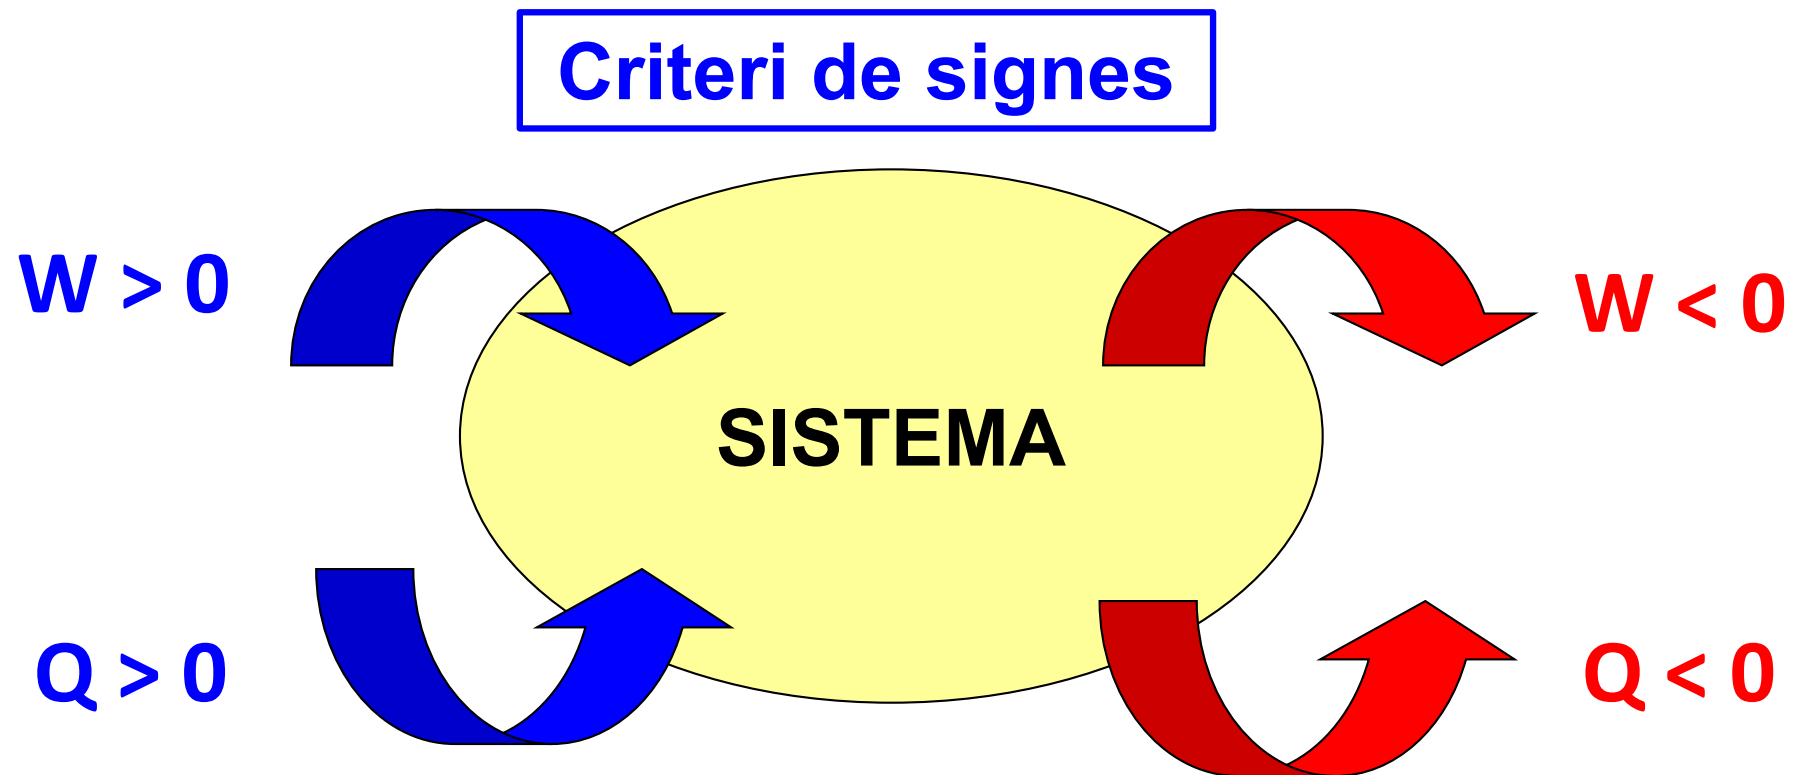 Criteri de signes
W > 0
W < 0
SISTEMA
Q > 0
Q < 0